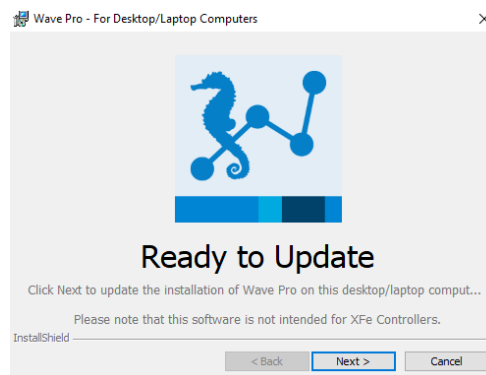 Wave Pro - For Desktop/Laptop Computers
Ready to Update
Click Next to update the installation of Wave Pro on this desktop/laptop comput...
Please note that this software is not intended for XFe Controllers.
InstallShield
< Back Next > Cancel